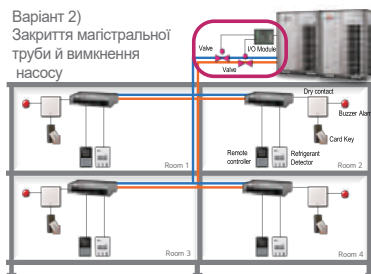 Варіант 2)
Закриття магістральної
труби й вимкнення
насосу
Valve
I/O Module
Valve
Dry contact
Buzzer Alarm
Card Key
Remote
controller
Refrigerant
Detector
Room 1
Room 2
Room 3
Room 4